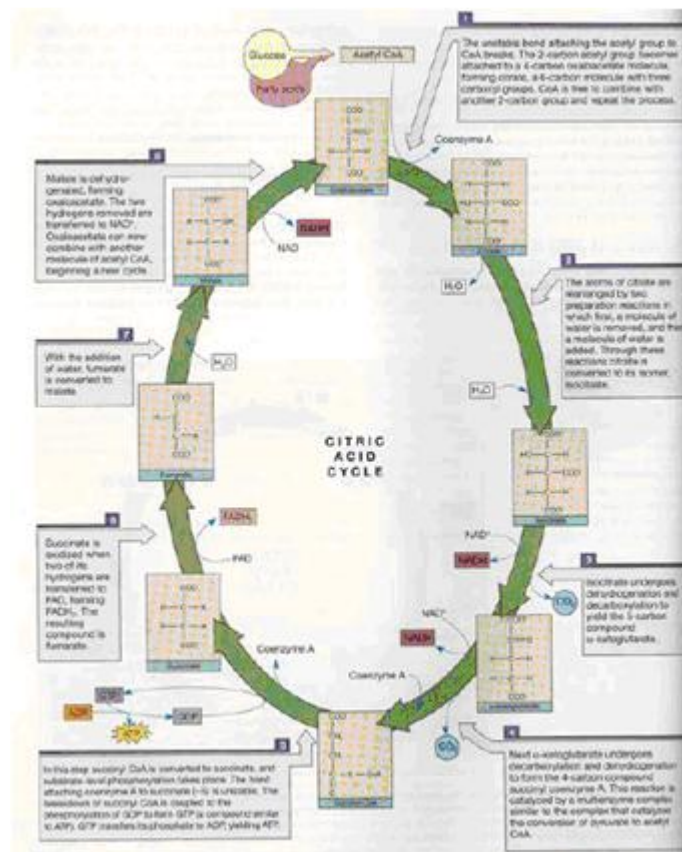 1
The unstable bond attaching the acetyl group to
CoA breaks. The 2-carbon acetyl group becomes
attached to a 4-carbon oxaloacetate molecule,
forming citrate, a 6-carbon molecule with three
carboxyl groups. CoA is free to combine with
another 2-carbon group and repeat the process.
Glucose
Fatty acids
Acetyl CoA
Coenzyme A
Oxaloacetate
8
Malate is dehydro-
genated, forming
oxaloacetate. The two
hydrogens removed are
transferred to NAD⁺.
Oxaloacetate can now
combine with another
molecule of acetyl CoA,
beginning a new cycle.
NADH
NAD
Malate
H₂O
2
The atoms of citrate are
rearranged by two
preparation reactions in
which first, a molecule of
water is removed, and then
a molecule of water is
added. Through these
reactions citrate is
converted to its isomer,
isocitrate.
7
With the addition
of water, fumarate
is converted to
malate.
H₂O
H₂O
Fumarate
CITRIC
ACID
CYCLE
6
Succinate is
oxidized when
two of its
hydrogens are
transferred to
FAD, forming
FADH₂. The
resulting
compound is
fumarate.
FADH₂
FAD
Succinate
NAD⁺
NADH
CO₂
3
Isocitrate undergoes
dehydrogenation and
decarboxylation to
yield the 5-carbon
compound
α-ketoglutarate.
NAD⁺
NADH
Coenzyme A
Coenzyme A
CO₂
GTP
GDP
ADP
ATP
5
In this step succinyl CoA is converted to succinate, and
substrate-level phosphorylation takes place. The bond
attaching coenzyme A to succinate (~S) is unstable. The
breakdown of succinyl CoA is coupled to the
phosphorylation of GDP to form GTP (a compound similar
to ATP). GTP transfers its phosphate to ADP, yielding ATP.
4
Next α-ketoglutarate undergoes
decarboxylation and dehydrogenation
to form the 4-carbon compound
succinyl coenzyme A. This reaction is
catalyzed by a multienzyme complex
similar to the complex that catalyzes
the conversion of pyruvate to acetyl
CoA.